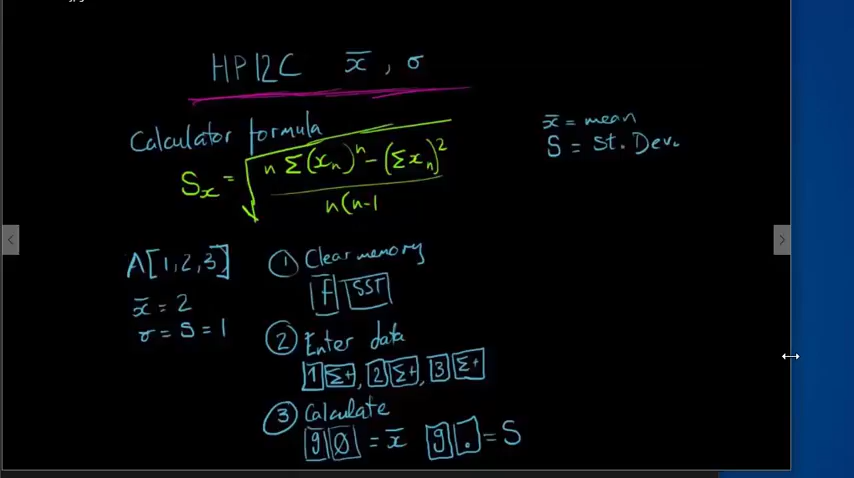 HP12C x̄, σ
x̄ = mean
S = St. Dev.
Calculator formula
Sx = √(n Σ(xn)^n - (Σxn)^2 / n(n-1
A[1,2,3]
x̄ = 2
σ = S = 1
① Clear memory
f SST
② Enter data
1 Σ+, 2 Σ+, 3 Σ+
③ Calculate
g 0 = x̄ g . = S